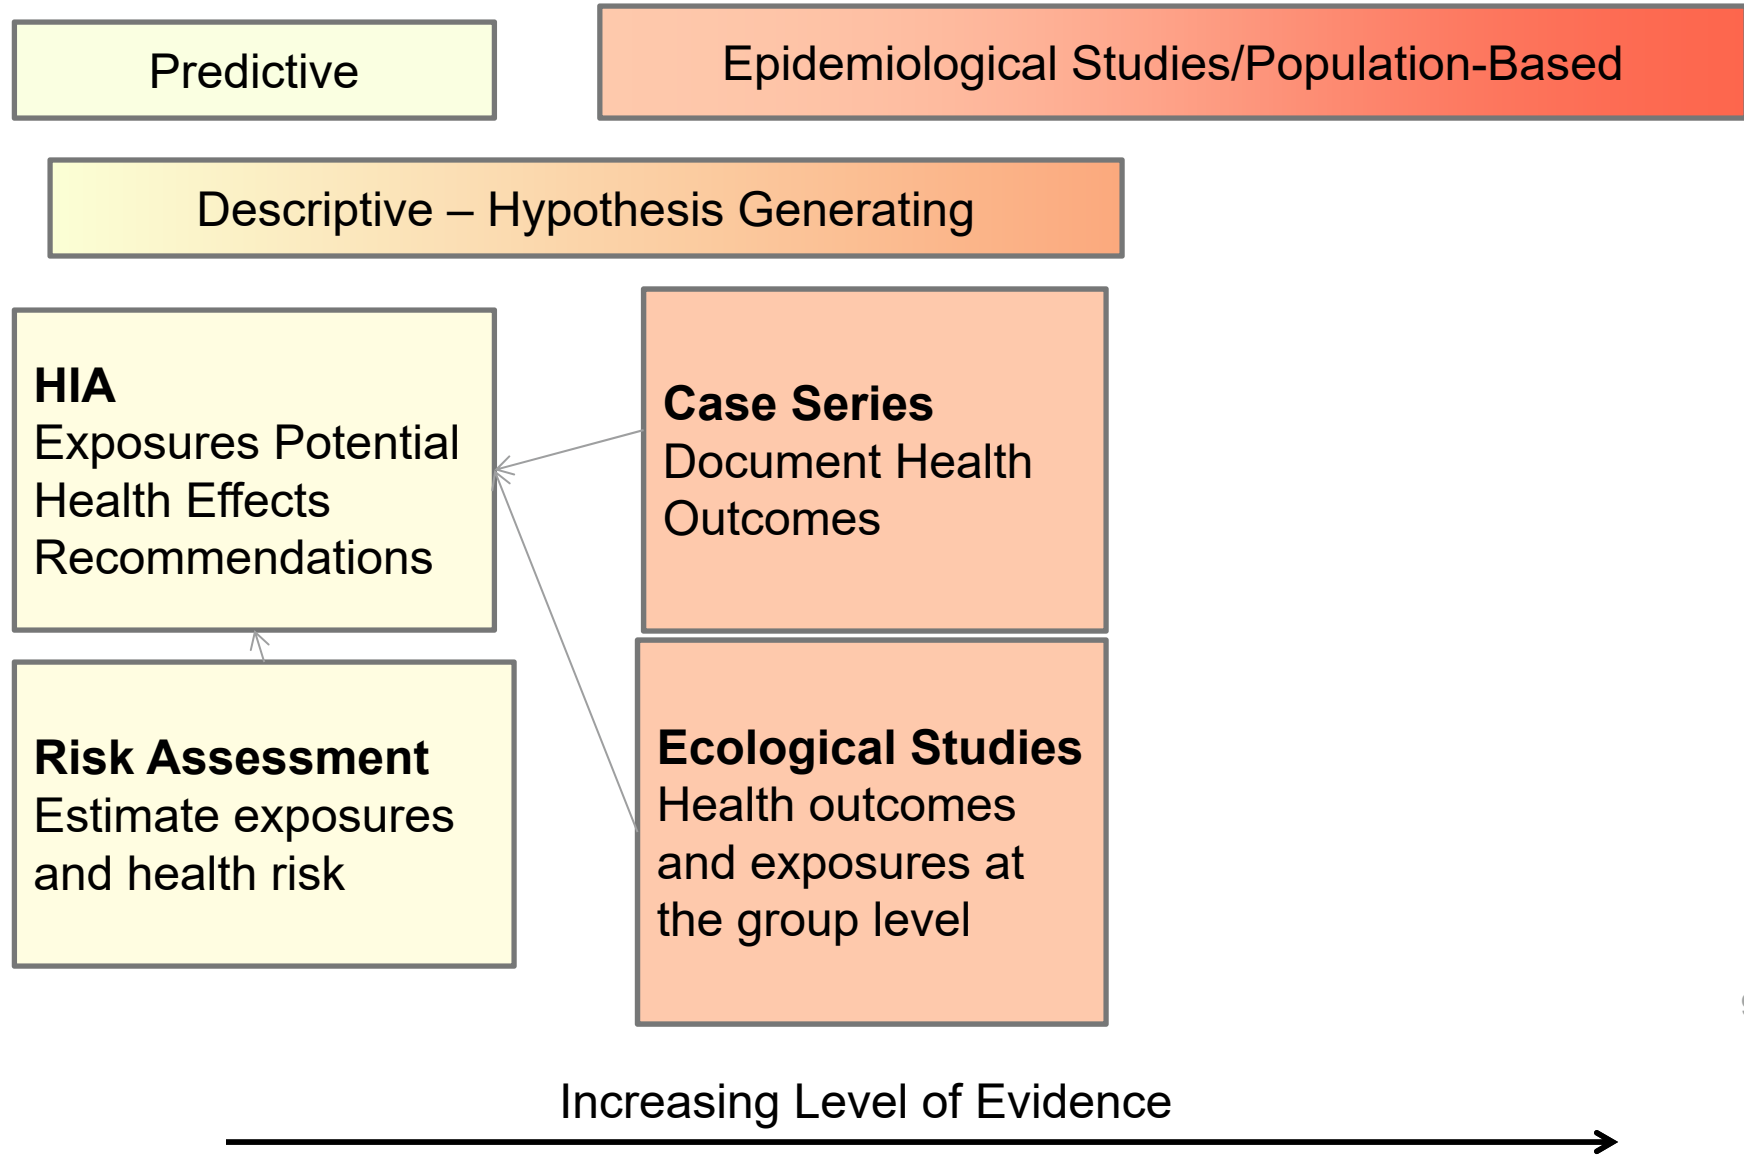 Predictive
Epidemiological Studies/Population-Based
Descriptive – Hypothesis Generating
HIA
Exposures Potential
Health Effects
Recommendations
Case Series
Document Health
Outcomes
Risk Assessment
Estimate exposures
and health risk
Ecological Studies
Health outcomes
and exposures at
the group level
Increasing Level of Evidence